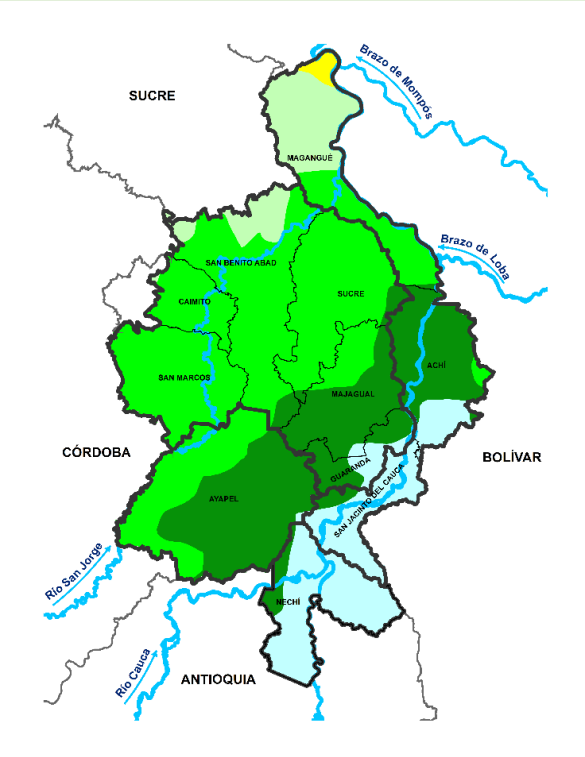 Brazo de Mompós
SUCRE
MAGANGUÉ
Brazo de Loba
SAN BENITO ABAD
SUCRE
CAIMITO
ACHÍ
SAN MARCOS
MAJAGUAL
CÓRDOBA
BOLÍVAR
GUARANDA
SAN JACINTO DEL CAUCA
AYAPEL
Río San Jorge
NECHÍ
Río Cauca
ANTIOQUIA